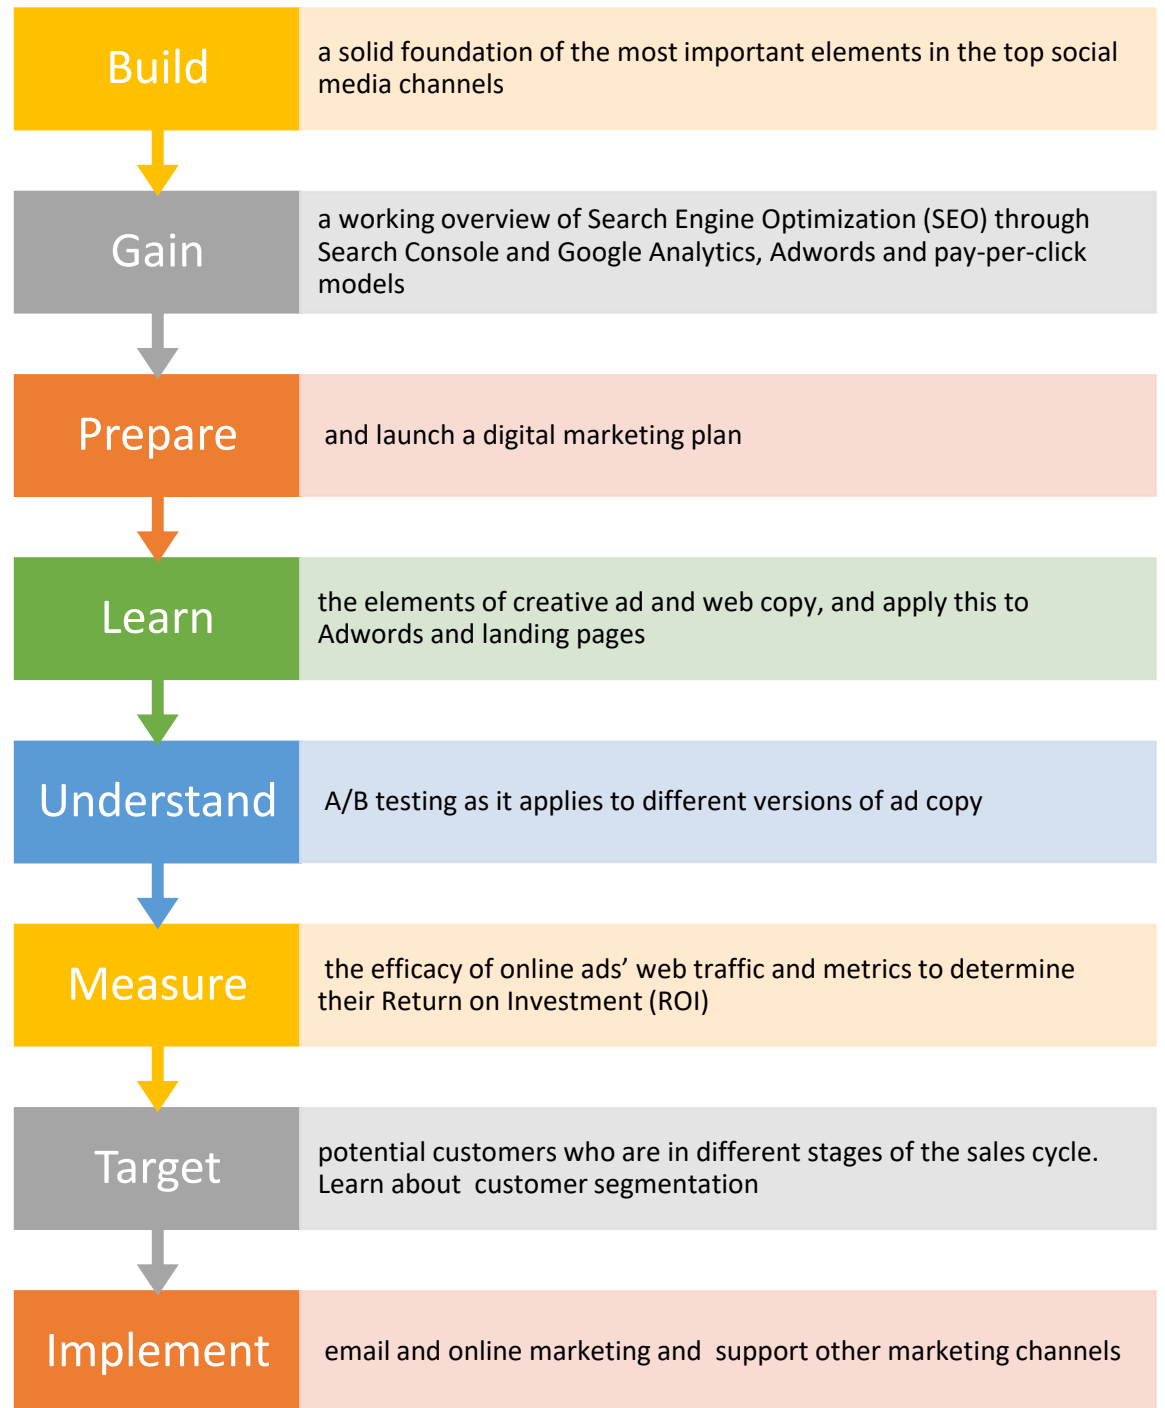 Build
a solid foundation of the most important elements in the top social
media channels
Gain
a working overview of Search Engine Optimization (SEO) through
Search Console and Google Analytics, Adwords and pay-per-click
models
Prepare
and launch a digital marketing plan
Learn
the elements of creative ad and web copy, and apply this to
Adwords and landing pages
Understand
A/B testing as it applies to different versions of ad copy
Measure
the efficacy of online ads’ web traffic and metrics to determine
their Return on Investment (ROI)
Target
potential customers who are in different stages of the sales cycle.
Learn about  customer segmentation
Implement
email and online marketing and  support other marketing channels